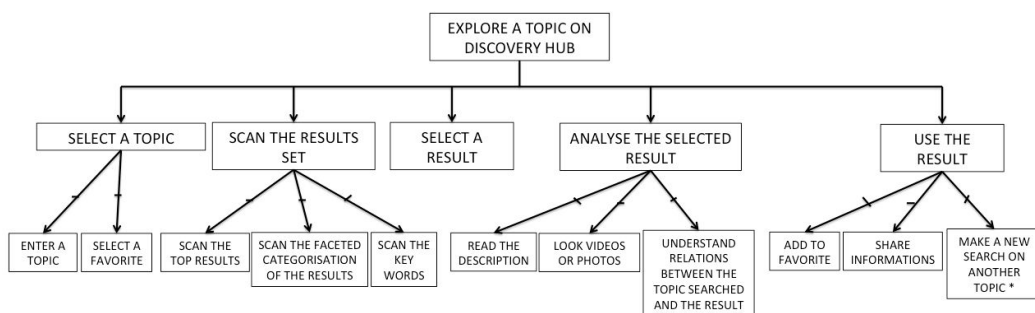 EXPLORE A TOPIC ON
DISCOVERY HUB
SELECT A TOPIC
SCAN THE RESULTS
SET
SELECT A
RESULT
ANALYSE THE SELECTED
RESULT
USE THE
RESULT
ENTER A
TOPIC
SELECT A
FAVORITE
SCAN THE
TOP RESULTS
SCAN THE FACETED
CATEGORISATION
OF THE RESULTS
SCAN THE
KEY
WORDS
READ THE
DESCRIPTION
LOOK VIDEOS
OR PHOTOS
UNDERSTAND
RELATIONS
BETWEEN THE
TOPIC SEARCHED
AND THE RESULT
ADD TO
FAVORITE
SHARE
INFORMATIONS
MAKE A NEW
SEARCH ON
ANOTHER
TOPIC *